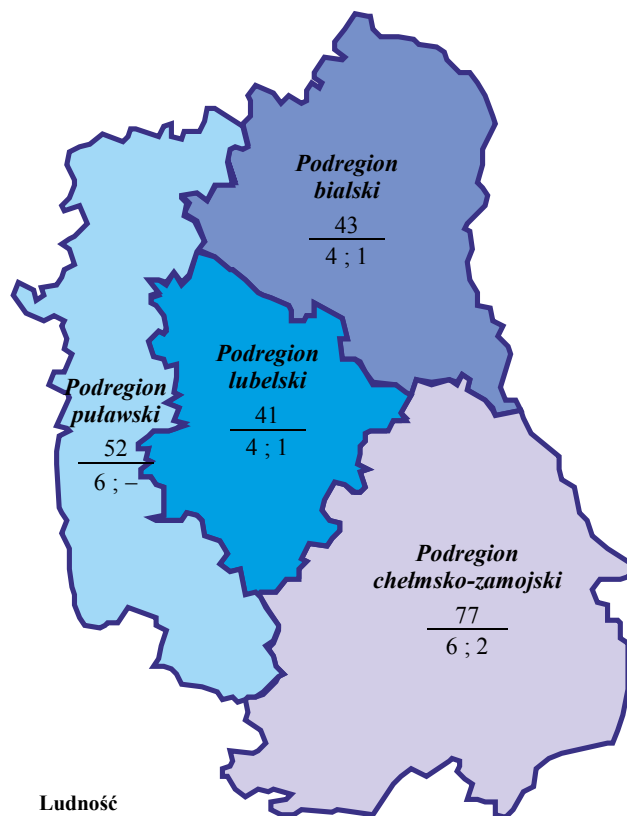 Podregion
bialski
43
4 ; 1
Podregion
lubelski
41
4 ; 1
Podregion
puławski
52
6 ; –
Podregion
chełmsko-zamojski
77
6 ; 2
Ludność